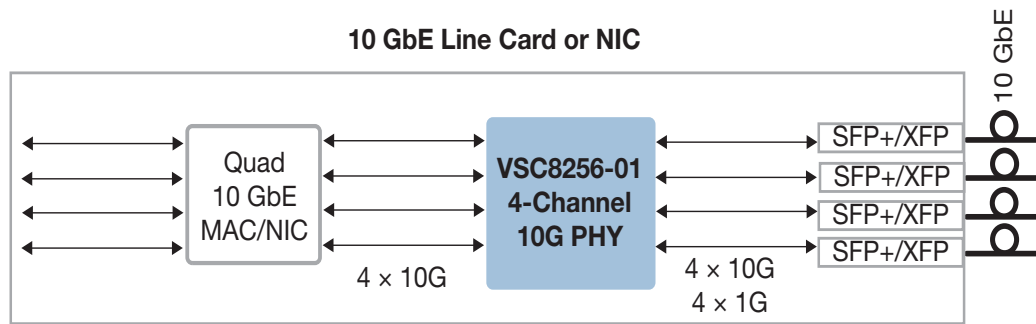 10 GbE Line Card or NIC
10 GbE
Quad
10 GbE
MAC/NIC
4 × 10G
VSC8256-01
4-Channel
10G PHY
4 × 10G
4 × 1G
SFP+/XFP
SFP+/XFP
SFP+/XFP
SFP+/XFP